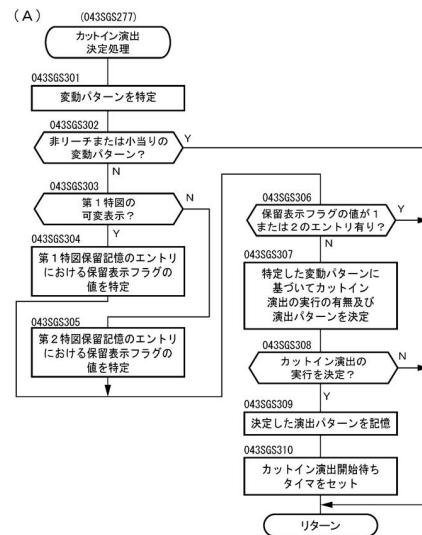 (A)
(043SGS277)
カットイン演出
決定処理
043SGS301
変動パターンを特定
043SGS302
非リーチまたは小当りの
変動パターン？
Y
N
043SGS303
第１特図の
可変表示？
N
Y
043SGS304
第１特図保留記憶のエントリ
における保留表示フラグの
値を特定
043SGS305
第２特図保留記憶のエントリ
における保留表示フラグの
値を特定
043SGS306
保留表示フラグの値が１
または２のエントリ有り？
Y
N
043SGS307
特定した変動パターンに
基づいてカットイン
演出の実行の有無及び
演出パターンを決定
043SGS308
カットイン演出の
実行を決定？
N
Y
043SGS309
決定した演出パターンを記憶
043SGS310
カットイン演出開始待ち
タイマをセット
リターン